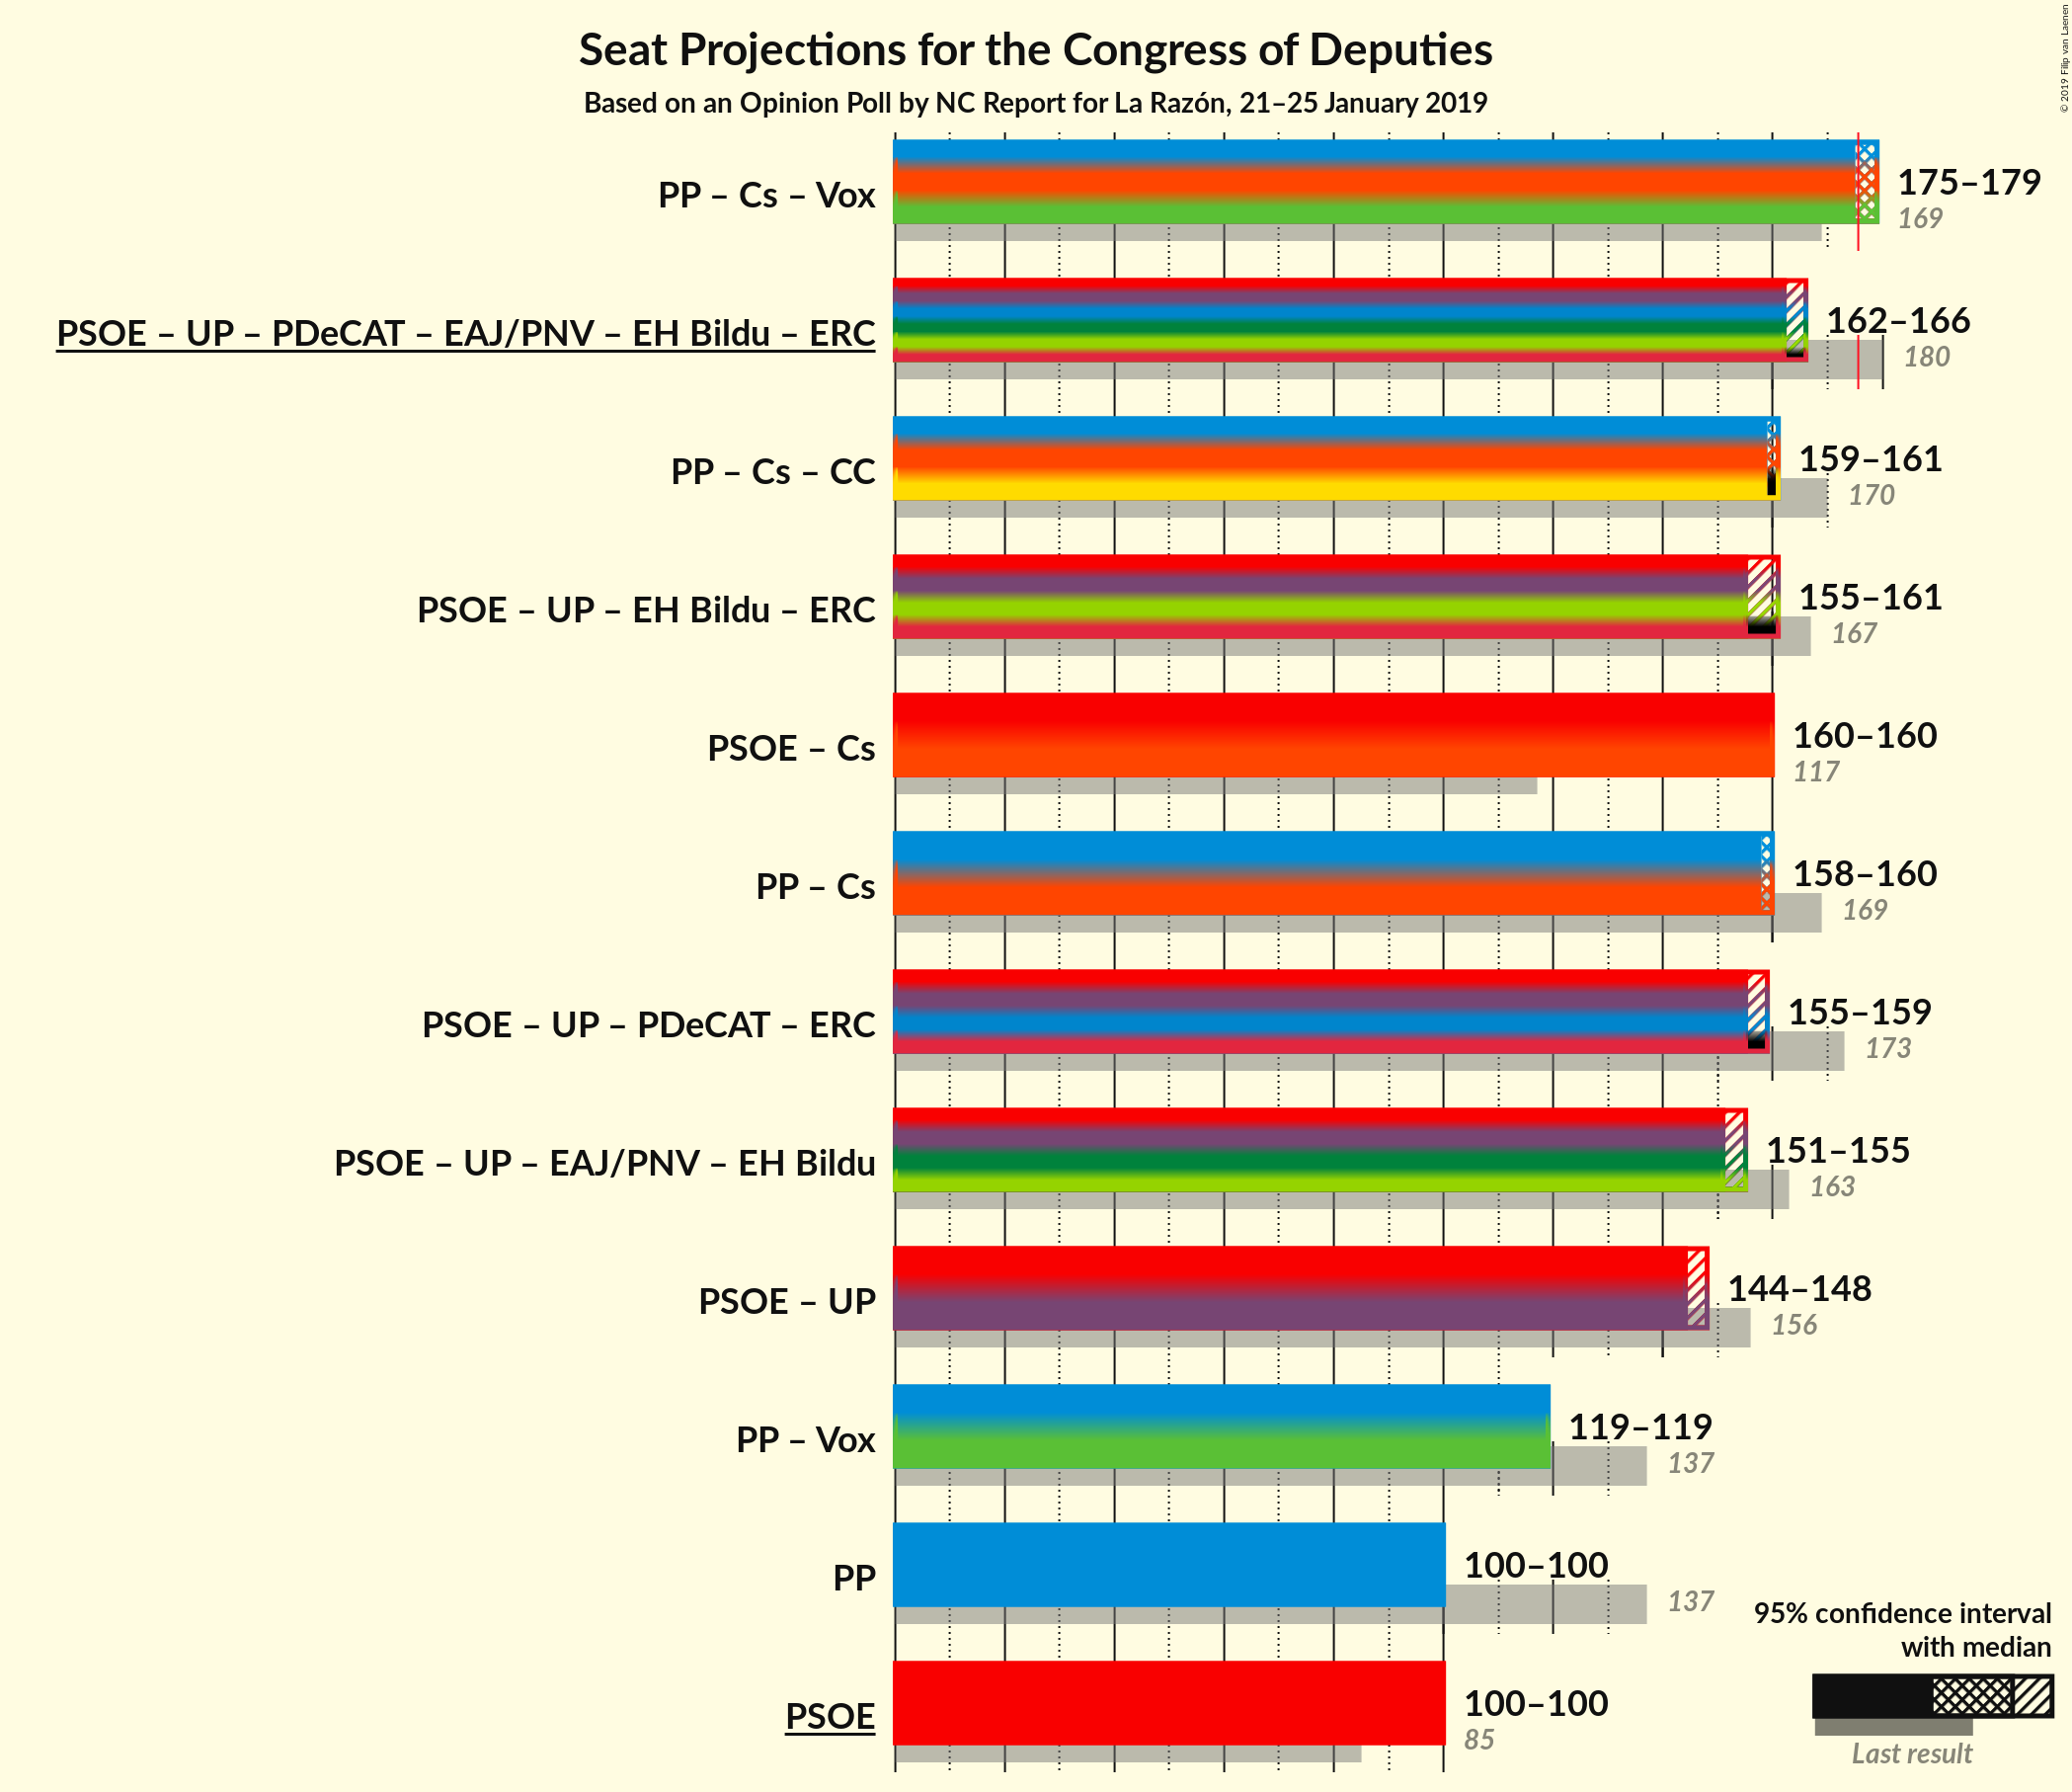 Seat Projections for the Congress of Deputies
Based on an Opinion Poll by NC Report for La Razón, 21–25 January 2019
© 2019 Filip van Laenen
PP – Cs – Vox
175–179
169
PSOE – UP – PDeCAT – EAJ/PNV – EH Bildu – ERC
162–166
180
PP – Cs – CC
159–161
170
PSOE – UP – EH Bildu – ERC
155–161
167
PSOE – Cs
160–160
117
PP – Cs
158–160
169
PSOE – UP – PDeCAT – ERC
155–159
173
PSOE – UP – EAJ/PNV – EH Bildu
151–155
163
PSOE – UP
144–148
156
PP – Vox
119–119
137
PP
100–100
137
PSOE
100–100
85
95% confidence interval
with median
Last result